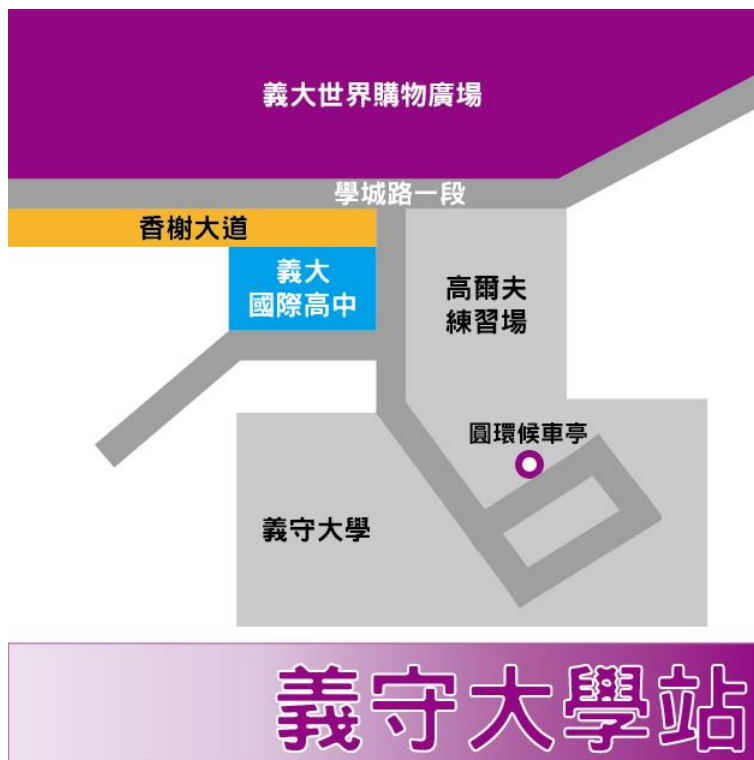 義大世界購物廣場
學城路一段
香榭大道
義大
國際高中
高爾夫
練習場
圓環候車亭
義守大學
義守大學站